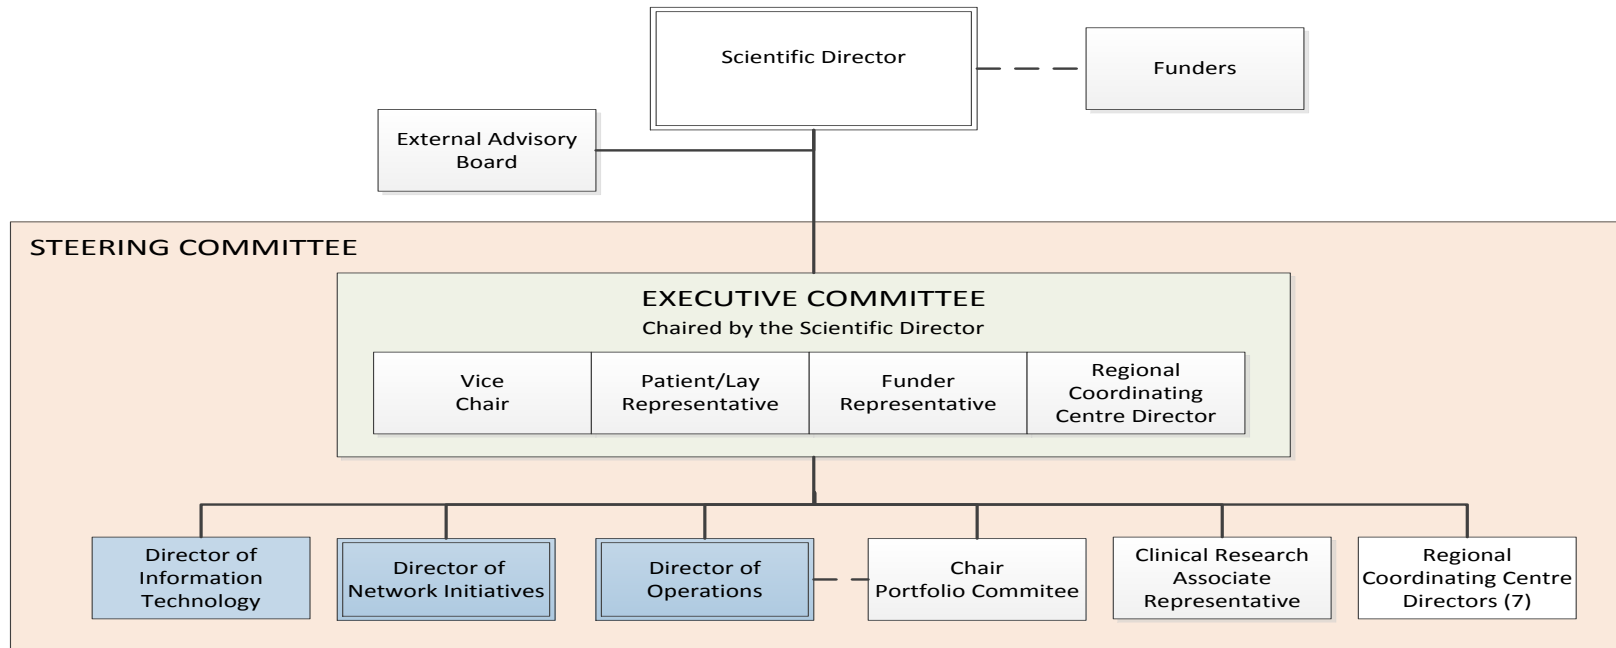 Scientific Director
Funders
External Advisory
Board
STEERING COMMITTEE
EXECUTIVE COMMITTEE
Chaired by the Scientific Director
Vice
Chair
Patient/Lay
Representative
Funder
Representative
Regional
Coordinating
Centre Director
Director of
Information
Technology
Director of
Network Initiatives
Director of
Operations
Chair
Portfolio Commitee
Clinical Research
Associate
Representative
Regional
Coordinating Centre
Directors (7)